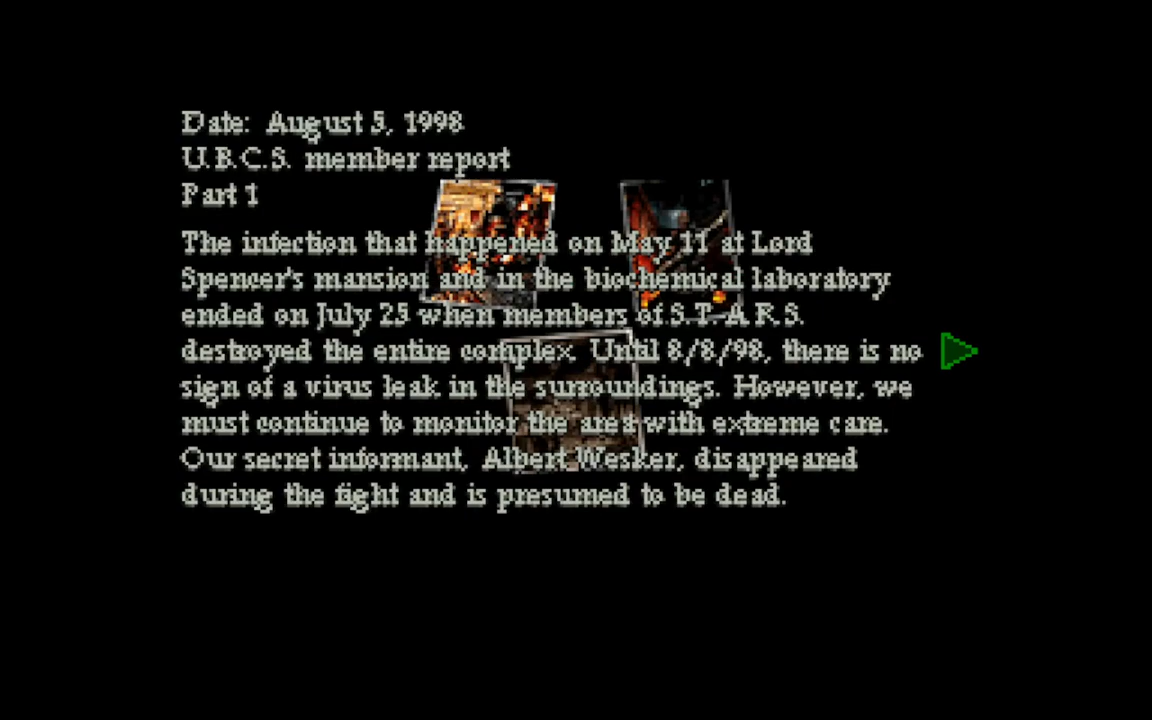 Date: August 5, 1998
U.B.C.S. member report
Part 1
The infection that happened on May 11 at Lord
Spencer's mansion and in the biochemical laboratory
ended on July 25 when members of S.T.A.R.S.
destroyed the entire complex. Until 8/8/98, there is no
sign of a virus leak in the surroundings. However, we
must continue to monitor the area with extreme care.
Our secret informant, Albert Wesker, disappeared
during the fight and is presumed to be dead.